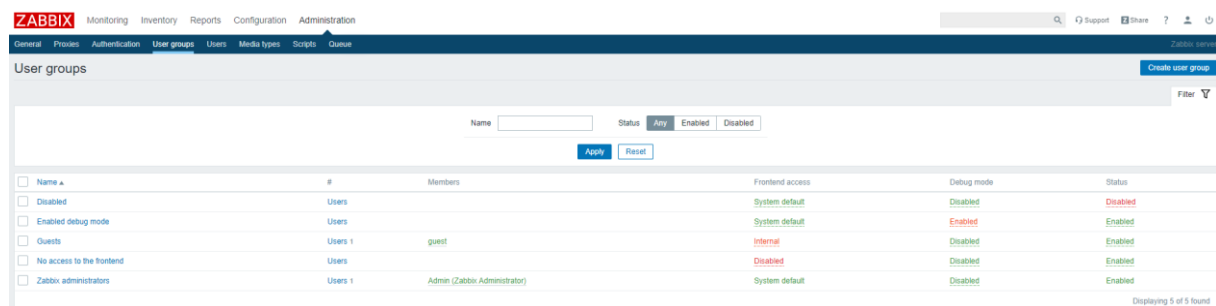 ZABBIX Monitoring Inventory Reports Configuration Administration Support Share ?
General Proxies Authentication User groups Users Media types Scripts Queue Zabbix server
User groups Create user group
Filter
Name Status Any Enabled Disabled
Apply Reset
Name # Members Frontend access Debug mode Status
Disabled Users System default Disabled Disabled
Enabled debug mode Users System default Enabled Enabled
Guests Users 1 guest Internal Disabled Enabled
No access to the frontend Users Disabled Disabled Enabled
Zabbix administrators Users 1 Admin (Zabbix Administrator) System default Disabled Enabled
Displaying 5 of 5 found